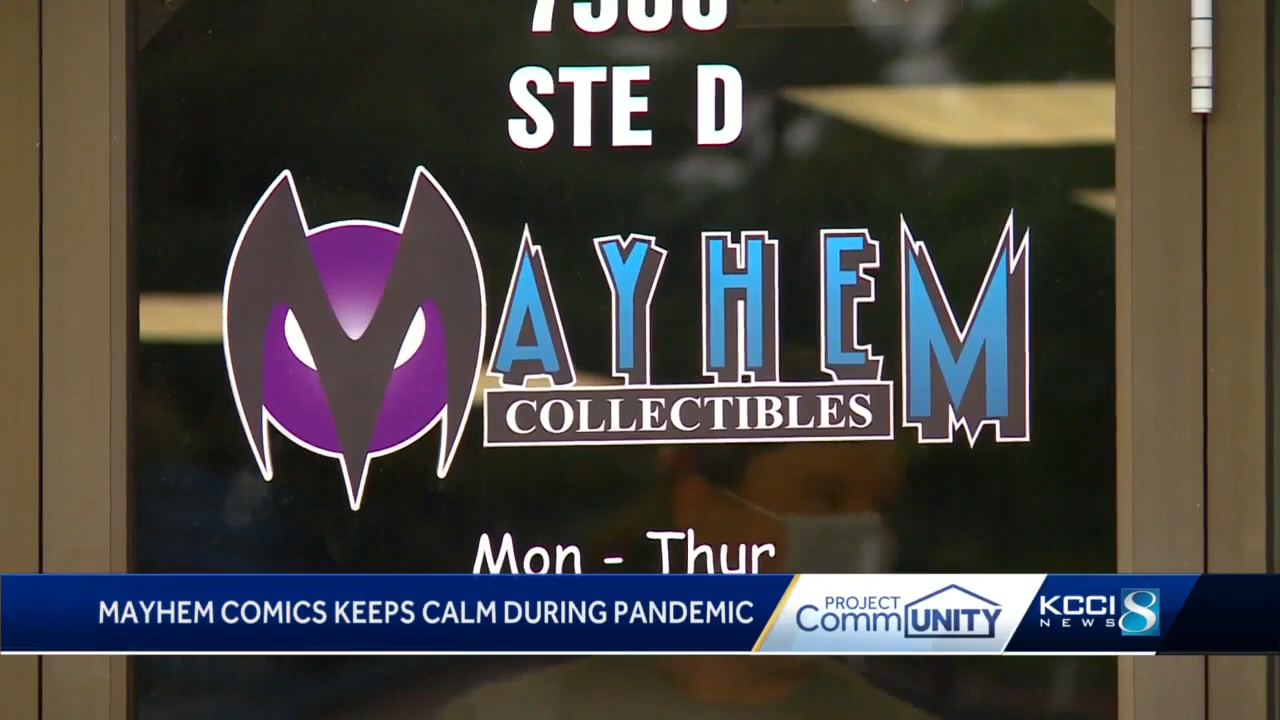 STE D
MAYHEM
COLLECTIBLES
Mon - Thur
MAYHEM COMICS KEEPS CALM DURING PANDEMIC
PROJECT
CommUNITY
KCCI 8
NEWS